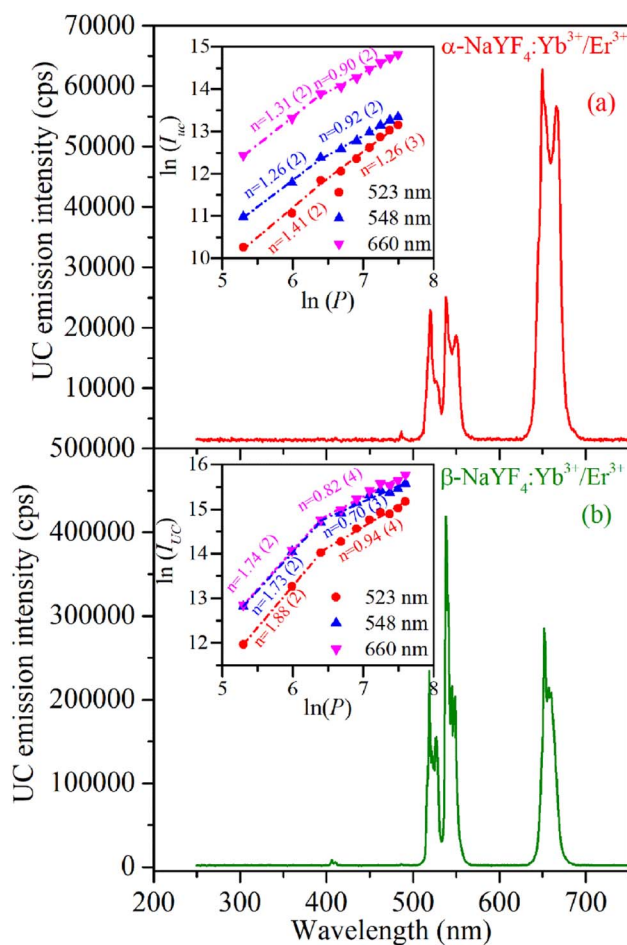 70000
60000
50000
40000
30000
20000
10000
500000
UC emission intensity (cps)
α-NaYF₄:Yb³⁺/Er³⁺
(a)
15
14
13
12
11
10
ln (I_uc)
n=1.31 (2)
n=0.90 (2)
n=1.26 (2)
n=0.92 (2)
n=1.41 (2)
n=1.26 (3)
523 nm
548 nm
660 nm
5 6 7 8
ln (P)
400000
300000
200000
100000
0
UC emission intensity (cps)
β-NaYF₄:Yb³⁺/Er³⁺
(b)
16
15
14
13
12
ln (I_UC)
n=1.74 (2)
n=0.82 (4)
n=1.73 (2)
n=0.70 (3)
n=1.88 (2)
n=0.94 (4)
523 nm
548 nm
660 nm
5 6 7 8
ln(P)
200 300 400 500 600 700
Wavelength (nm)